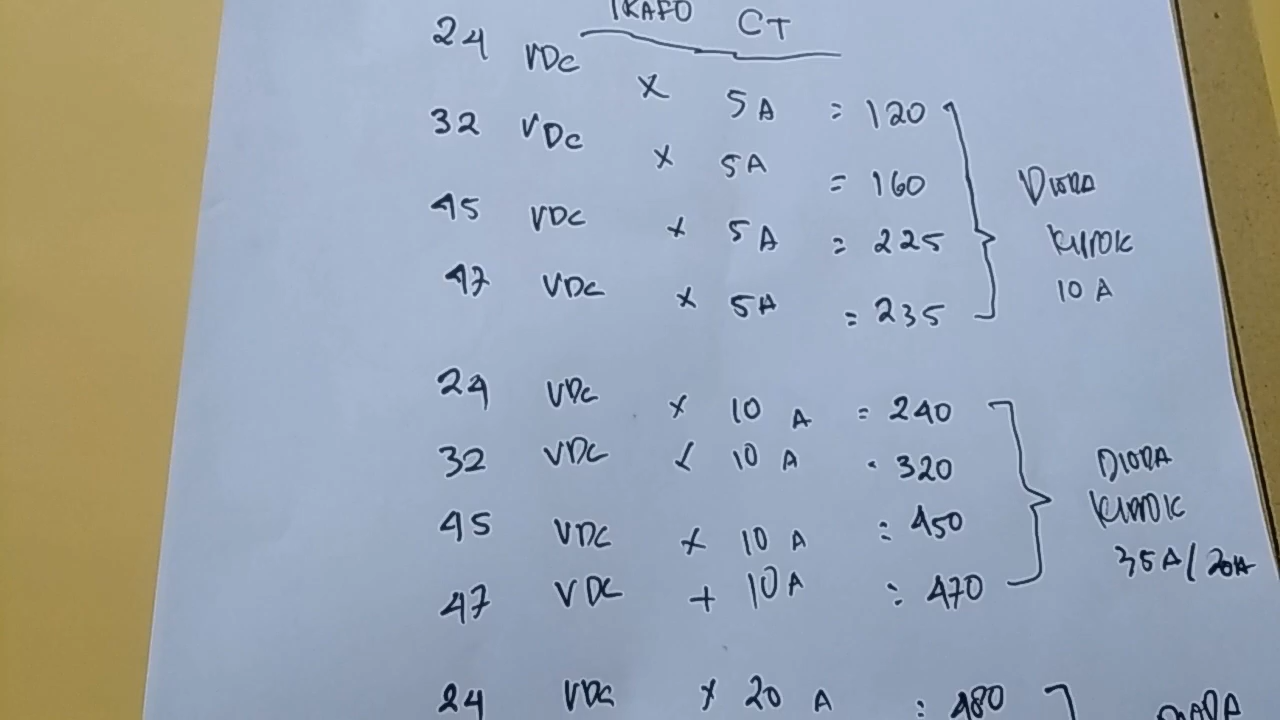 TRAFO CT
24 VDC x 5A = 120
32 VDC x 5A = 160
45 VDC x 5A = 225
47 VDC x 5A = 235
DIODA
KIPROK
10 A
24 VDC x 10 A = 240
32 VDC x 10 A = 320
45 VDC x 10 A = 450
47 VDC + 10 A = 470
DIODA
KIPROK
35 A / 20A
24 VDC x 20 A = 480
DIODA